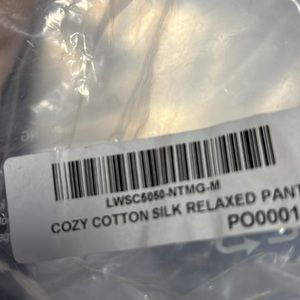 LWSC5050-NTMG-M
COZY COTTON SILK RELAXED PANT
PO0001